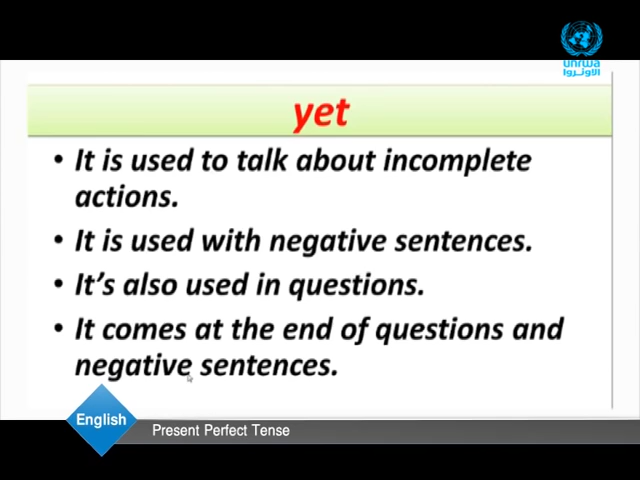 unrwa
الأونروا
yet
• It is used to talk about incomplete
actions.
• It is used with negative sentences.
• It's also used in questions.
• It comes at the end of questions and
negative sentences.
English
Present Perfect Tense